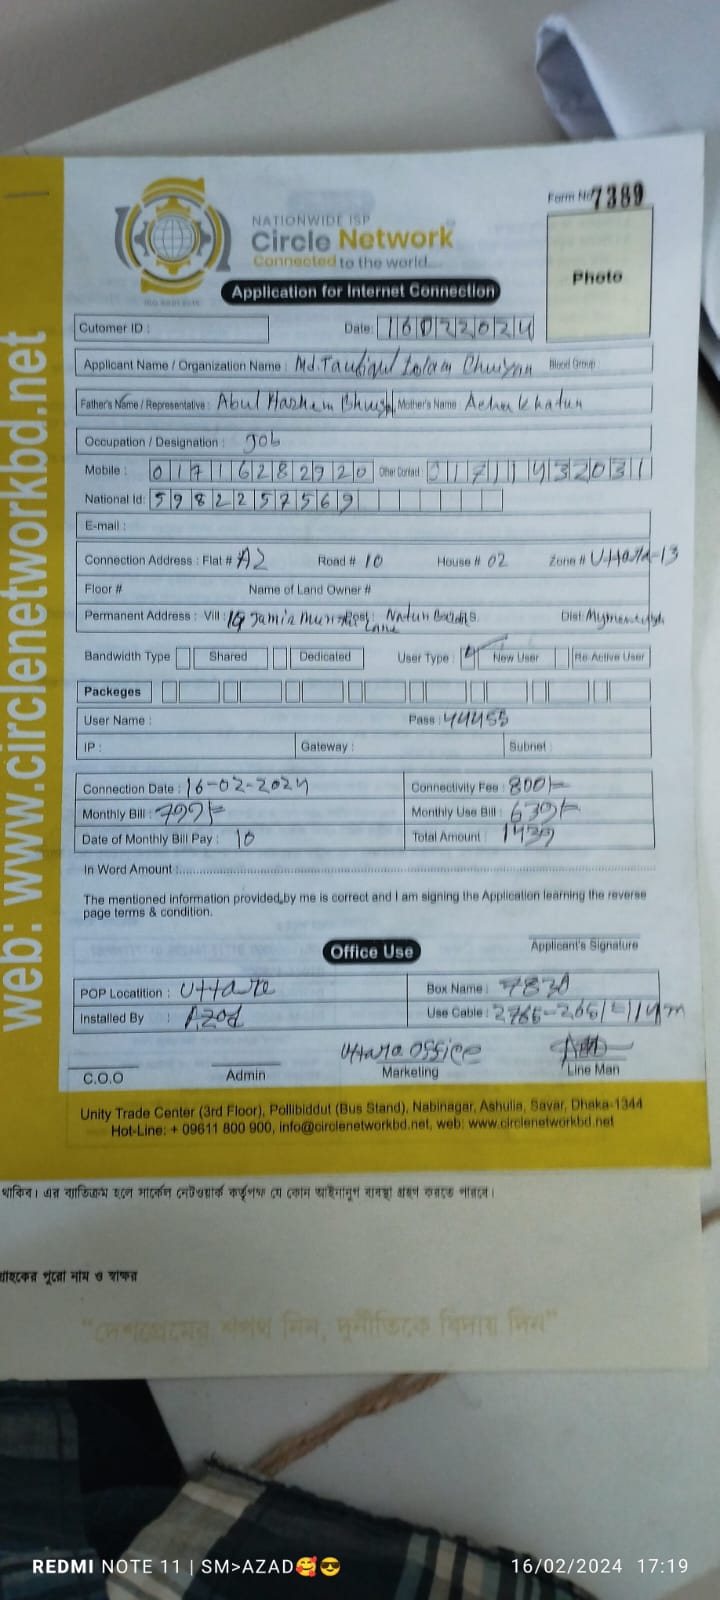 Form No 7389
NATIONWIDE ISP
Circle Network
Connected to the world...
Photo
Application for Internet Connection
Cutomer ID :
Date: 16022024
Applicant Name / Organization Name : Md. Taufiqul Islam Bhuiyan Blood Group
Father's Name / Representative : Abul Hashem Mother's Name Khatun
Occupation / Designation : job
Mobile : 01716282920 Other Contact 01711432031
National Id: 5982257569
E-mail :
Connection Address : Flat # A2 Road # 10 House # 02 Zone # Uttara-13
Floor # Name of Land Owner #
Permanent Address : Vill: Lane Natun Dist:
Bandwidth Type Shared Dedicated User Type : New User Re Active User
Packeges
User Name : Pass : 44455
IP : Gateway : Subnet :
Connection Date : 16-02-2024 Connectivity Fee : 800/=
Monthly Bill : 799/= Monthly Use Bill : 639/=
Date of Monthly Bill Pay : 10 Total Amount : 1439
In Word Amount :
The mentioned information provided by me is correct and I am signing the Application learning the reverse
page terms & condition.
Applicant's Signature
Office Use
POP Locatition : Uttara Box Name : 7830
Installed By : Azad Use Cable :
Uttara Office
C.O.O Admin Marketing Line Man
Unity Trade Center (3rd Floor), Pollibiddut (Bus Stand), Nabinagar, Ashulia, Savar, Dhaka-1344
Hot-Line: + 09611 800 900, info@circlenetworkbd.net, web: www.circlenetworkbd.net
web: www.circlenetworkbd.net
থাকিব। এর ব্যতিক্রম হলে সার্কেল নেটওয়ার্ক কর্তৃপক্ষ যে কোন আইনানুগ ব্যবস্থা গ্রহণ করতে পারবে।
গ্রাহকের পুরো নাম ও স্বাক্ষর
"দেশপ্রেমের শপথ নিন, দুর্নীতিকে বিদায় দিন"
REDMI NOTE 11 | SM>AZAD🥰😎 16/02/2024 17:19